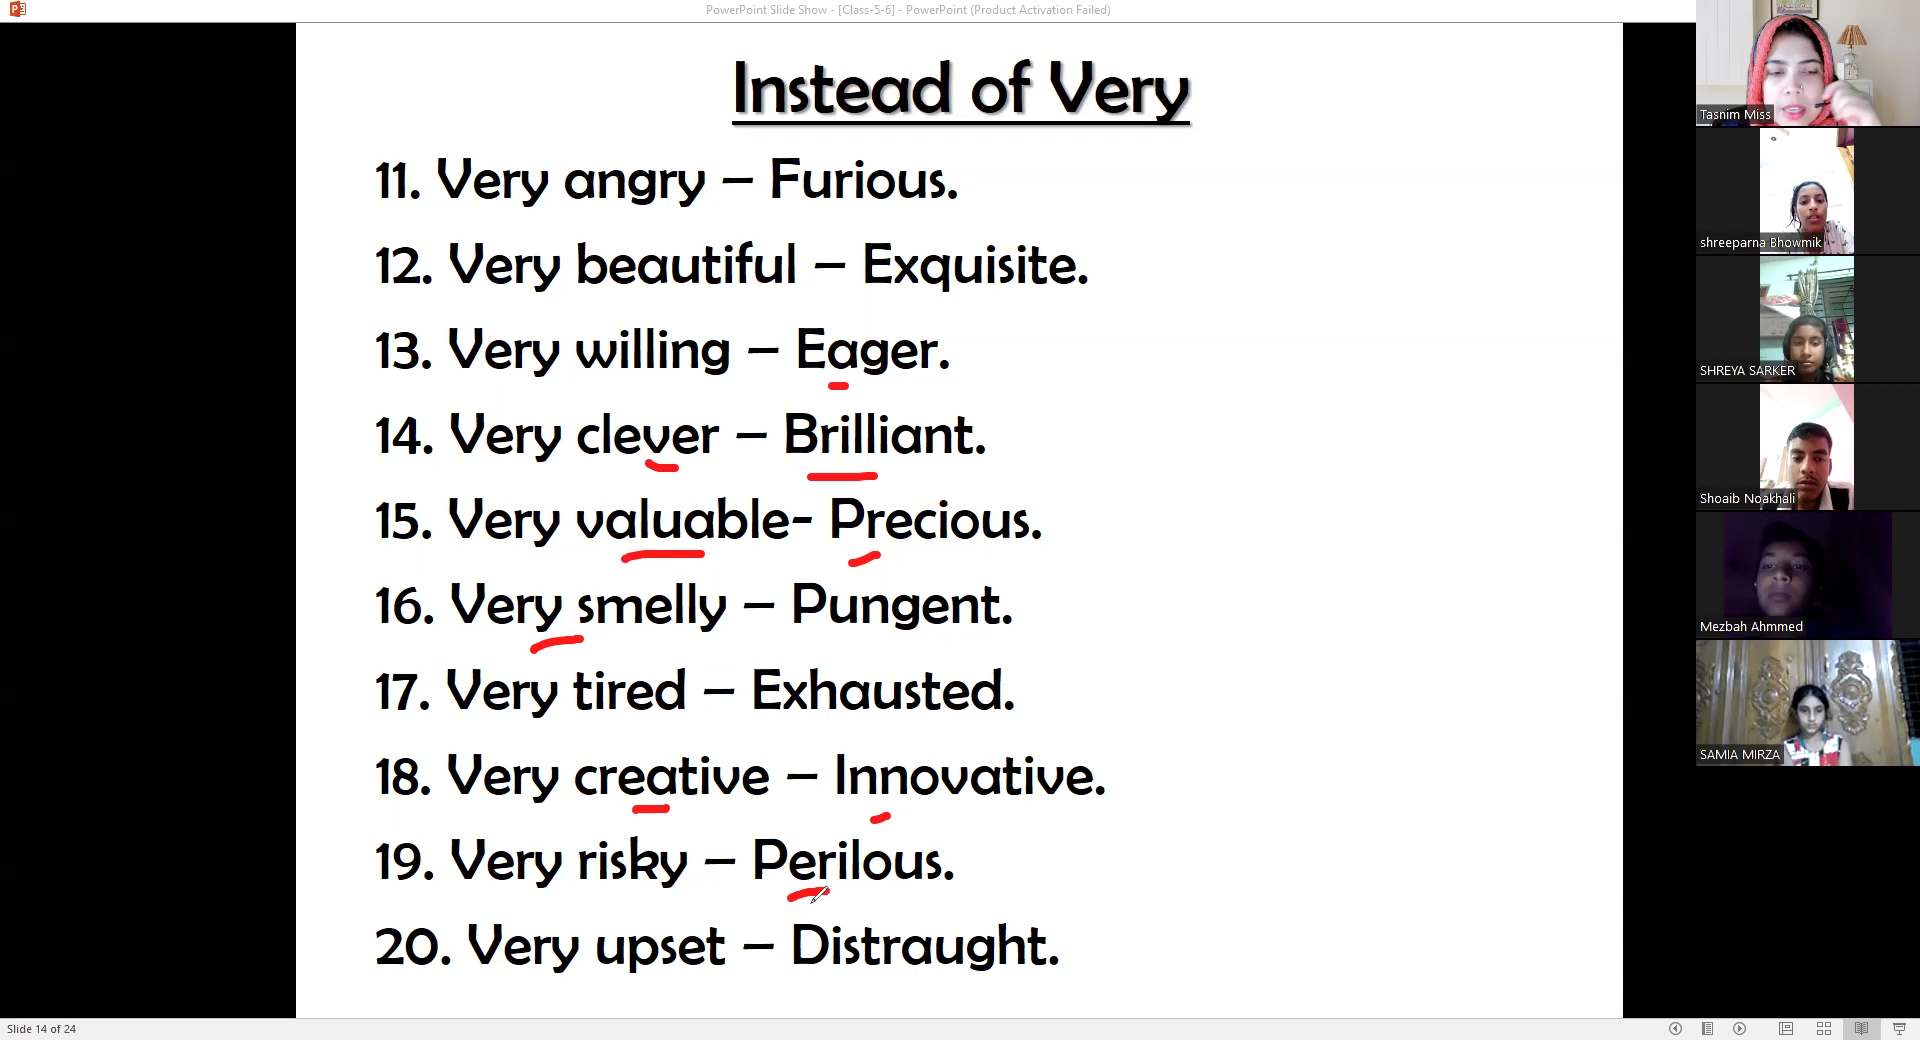 PowerPoint Slide Show - [Class-5-6] - PowerPoint (Product Activation Failed)
Instead of Very
11. Very angry – Furious.
12. Very beautiful – Exquisite.
13. Very willing – Eager.
14. Very clever – Brilliant.
15. Very valuable- Precious.
16. Very smelly – Pungent.
17. Very tired – Exhausted.
18. Very creative – Innovative.
19. Very risky – Perilous.
20. Very upset – Distraught.
Tasnim Miss
shreeparna Bhowmik
SHREYA SARKER
Shoaib Noakhali
Mezbah Ahmmed
SAMIA MIRZA
Slide 14 of 24